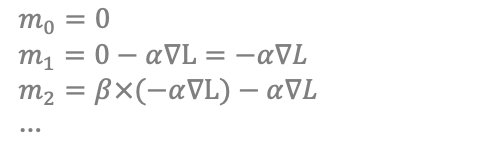 m₀ = 0
m₁ = 0 − α∇L = −α∇L
m₂ = β×(−α∇L) − α∇L
...